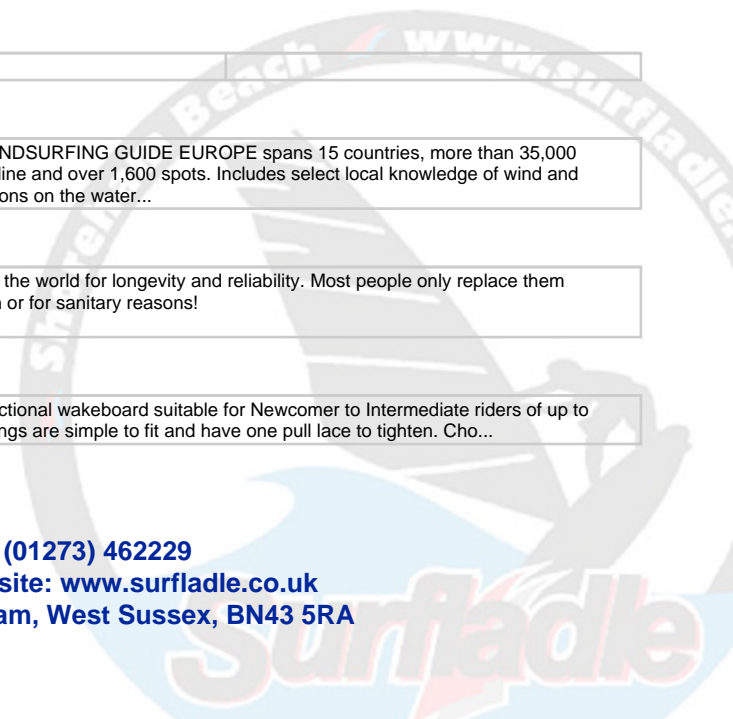 Shoreham Beach www.surfladle.
NDSURFING GUIDE EUROPE spans 15 countries, more than 35,000
line and over 1,600 spots. Includes select local knowledge of wind and
ons on the water...
the world for longevity and reliability. Most people only replace them
or for sanitary reasons!
ctional wakeboard suitable for Newcomer to Intermediate riders of up to
ngs are simple to fit and have one pull lace to tighten. Cho...
(01273) 462229
site: www.surfladle.co.uk
am, West Sussex, BN43 5RA
Surfladle